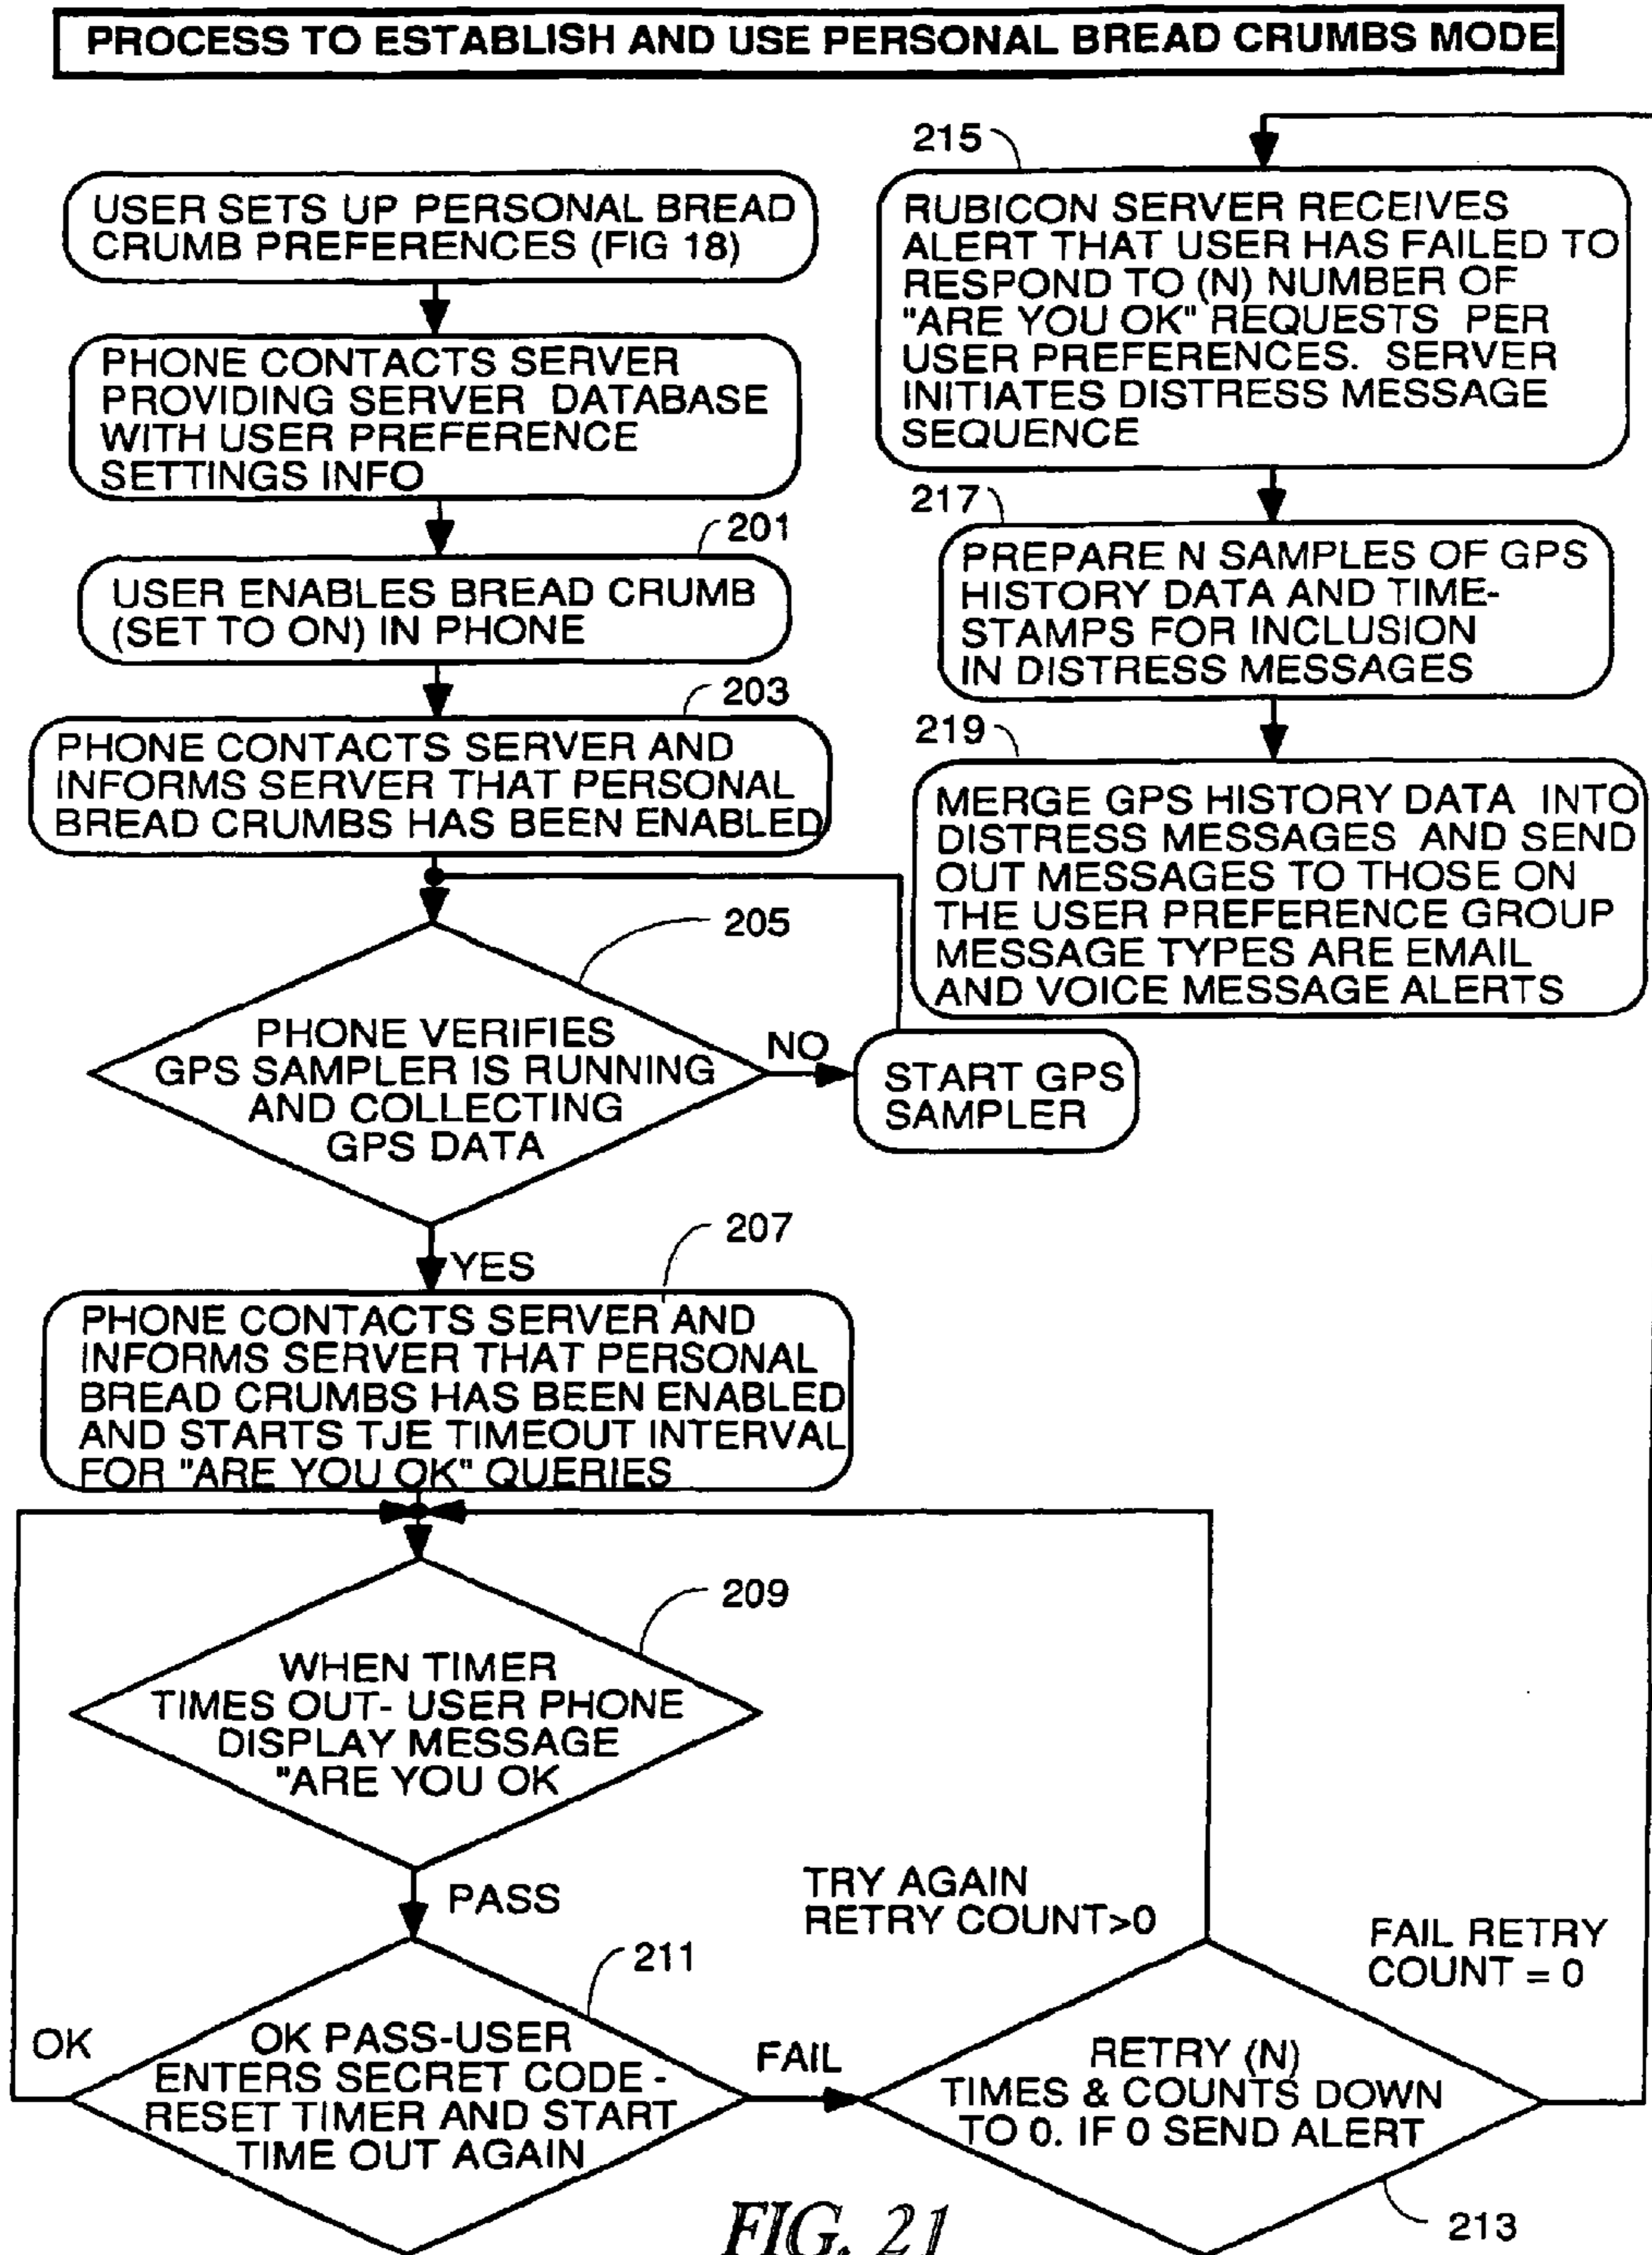 PROCESS TO ESTABLISH AND USE PERSONAL BREAD CRUMBS MODE
USER SETS UP PERSONAL BREAD
CRUMB PREFERENCES (FIG 18)
PHONE CONTACTS SERVER
PROVIDING SERVER DATABASE
WITH USER PREFERENCE
SETTINGS INFO
201
USER ENABLES BREAD CRUMB
(SET TO ON) IN PHONE
203
PHONE CONTACTS SERVER AND
INFORMS SERVER THAT PERSONAL
BREAD CRUMBS HAS BEEN ENABLED
205
PHONE VERIFIES
GPS SAMPLER IS RUNNING
AND COLLECTING
GPS DATA
NO
START GPS
SAMPLER
YES
207
PHONE CONTACTS SERVER AND
INFORMS SERVER THAT PERSONAL
BREAD CRUMBS HAS BEEN ENABLED
AND STARTS TJE TIMEOUT INTERVAL
FOR "ARE YOU OK" QUERIES
209
WHEN TIMER
TIMES OUT- USER PHONE
DISPLAY MESSAGE
"ARE YOU OK
PASS
211
OK
OK PASS-USER
ENTERS SECRET CODE -
RESET TIMER AND START
TIME OUT AGAIN
FAIL
TRY AGAIN
RETRY COUNT>0
FAIL RETRY
COUNT = 0
RETRY (N)
TIMES & COUNTS DOWN
TO 0. IF 0 SEND ALERT
213
215
RUBICON SERVER RECEIVES
ALERT THAT USER HAS FAILED TO
RESPOND TO (N) NUMBER OF
"ARE YOU OK" REQUESTS PER
USER PREFERENCES. SERVER
INITIATES DISTRESS MESSAGE
SEQUENCE
217
PREPARE N SAMPLES OF GPS
HISTORY DATA AND TIME-
STAMPS FOR INCLUSION
IN DISTRESS MESSAGES
219
MERGE GPS HISTORY DATA INTO
DISTRESS MESSAGES AND SEND
OUT MESSAGES TO THOSE ON
THE USER PREFERENCE GROUP
MESSAGE TYPES ARE EMAIL
AND VOICE MESSAGE ALERTS
FIG. 21